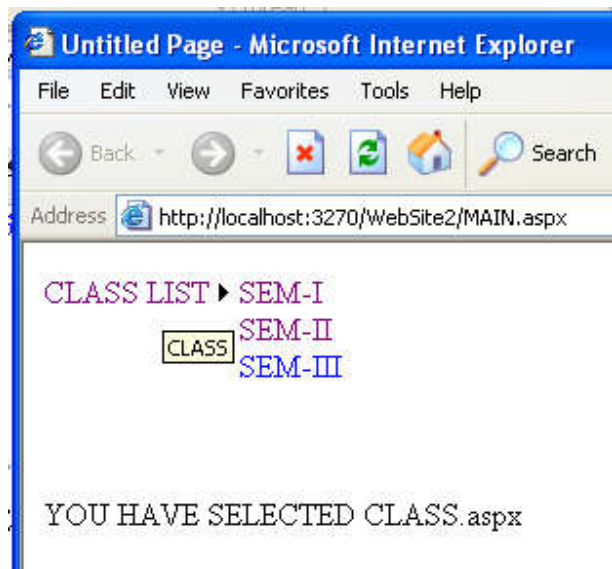 Untitled Page - Microsoft Internet Explorer
File Edit View Favorites Tools Help
Back Search
Address http://localhost:3270/WebSite2/MAIN.aspx
CLASS LIST SEM-I
SEM-II
CLASS
SEM-III
YOU HAVE SELECTED CLASS.aspx